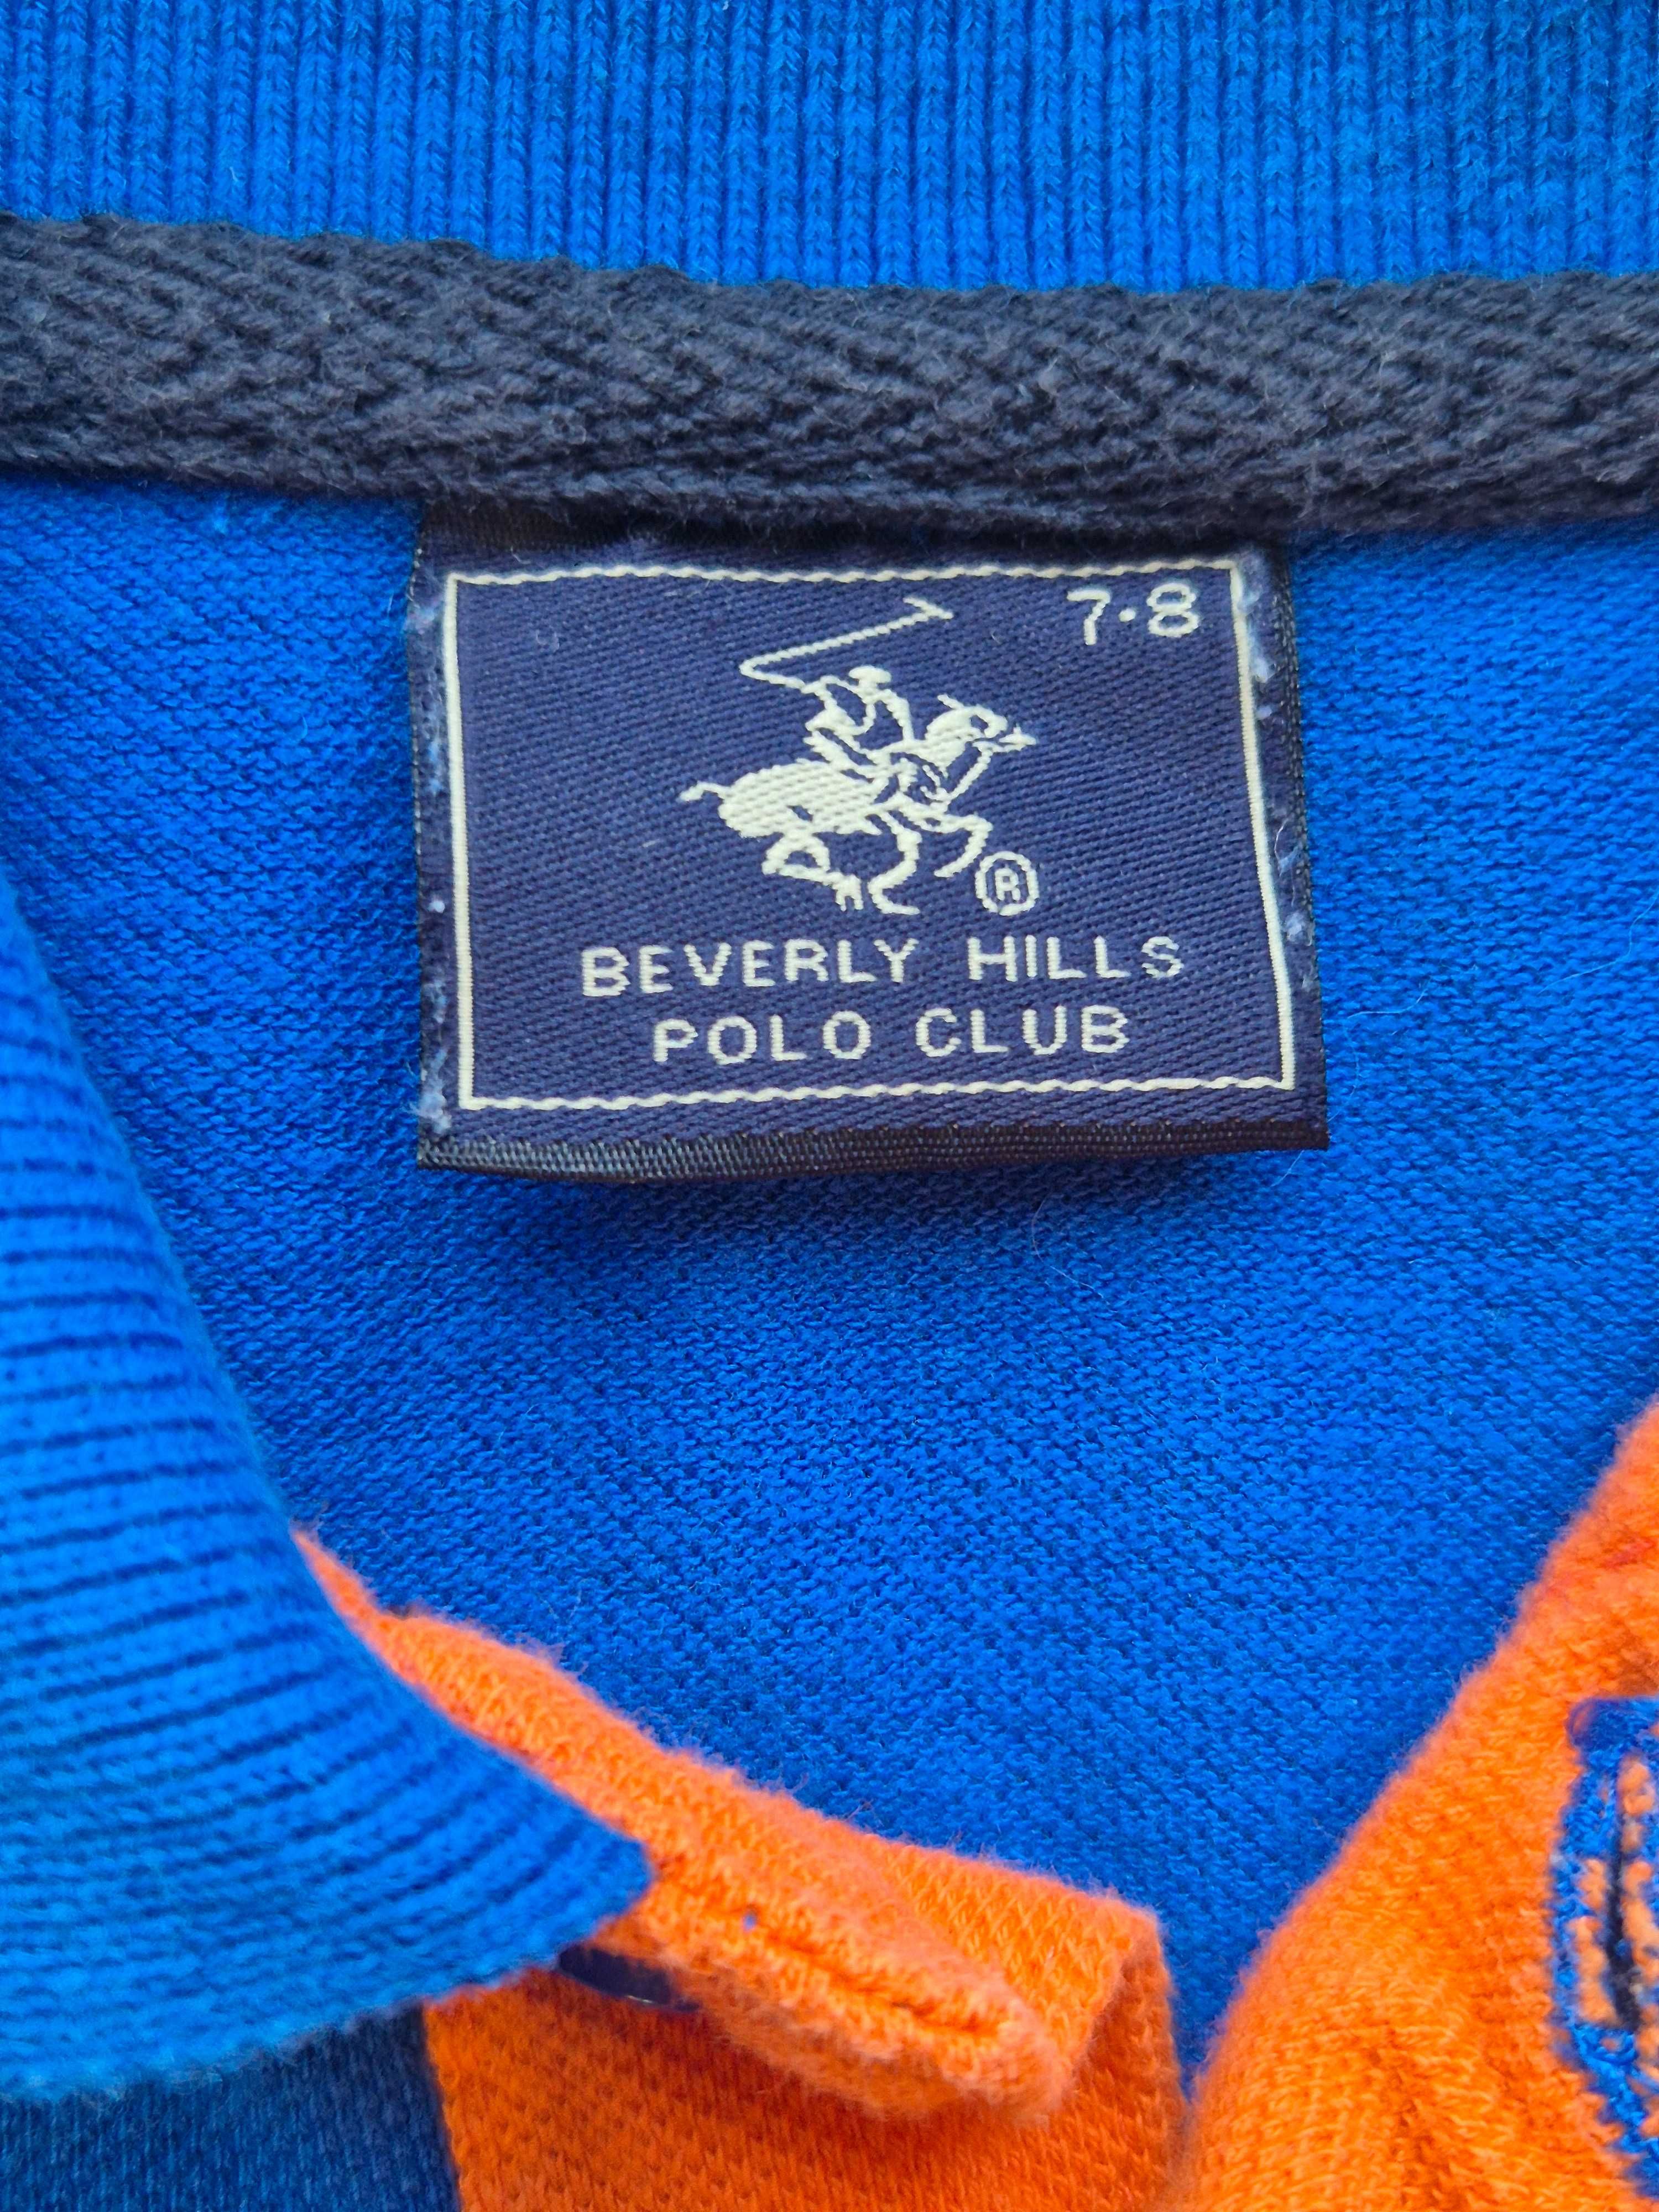 7·8
®
BEVERLY HILLS
POLO CLUB